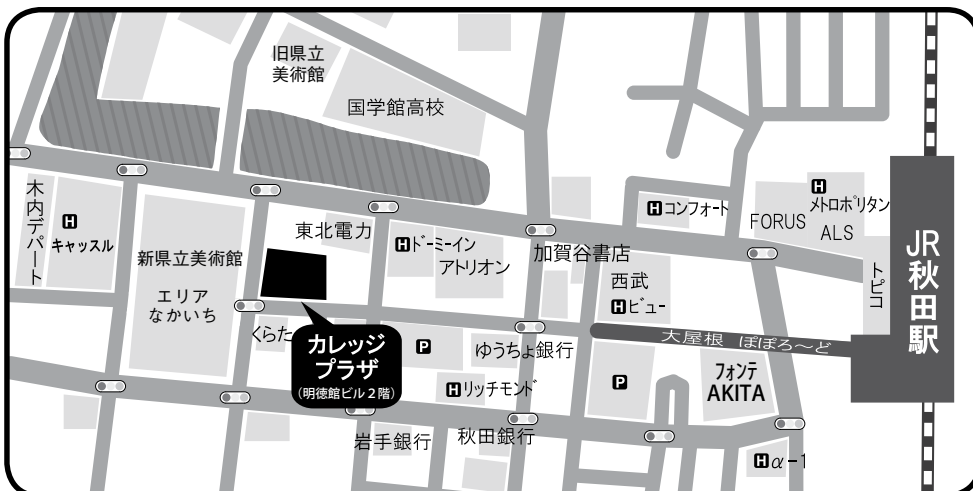 旧県立
美術館
国学館高校
木内デパート
H
キャッスル
新県立美術館
エリア
なかいち
東北電力
Hドーミーイン
アトリオン
加賀谷書店
Hコンフォート
FORUS
H
メトロポリタン
ALS
トピコ
JR秋田駅
西武
Hビュー
大屋根 ぽぽろ〜ど
くらた
カレッジ
プラザ
(明徳館ビル2階)
P
ゆうちょ銀行
Hリッチモンド
P
フォンテ
AKITA
岩手銀行
秋田銀行
Hα-1